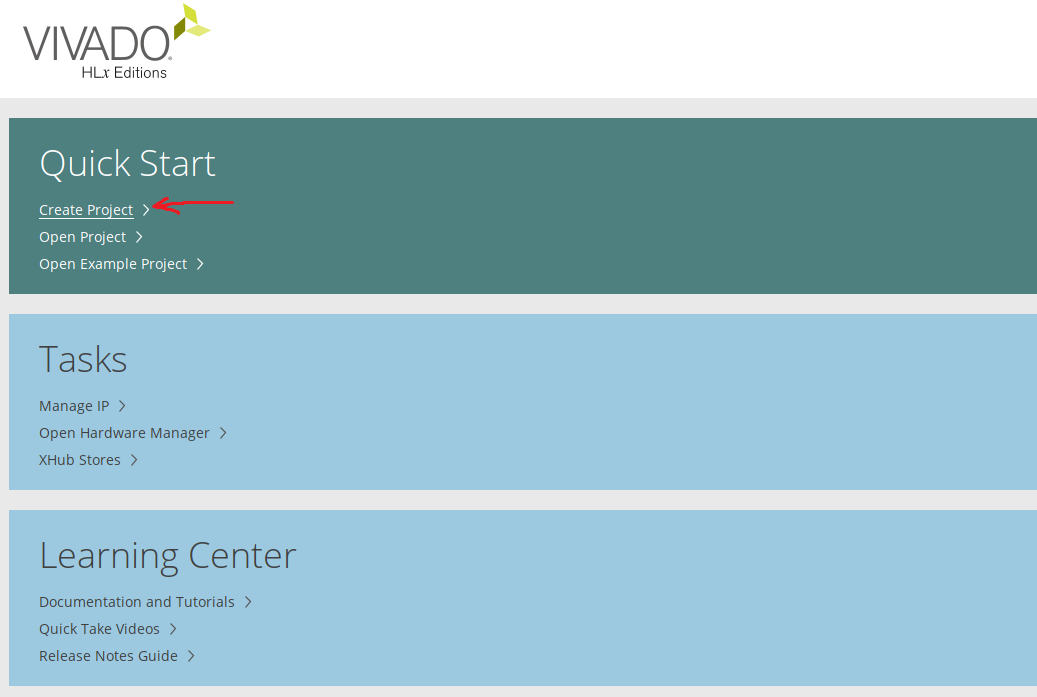 VIVADO
HLx Editions
Quick Start
Create Project
Open Project
Open Example Project
Tasks
Manage IP
Open Hardware Manager
XHub Stores
Learning Center
Documentation and Tutorials
Quick Take Videos
Release Notes Guide